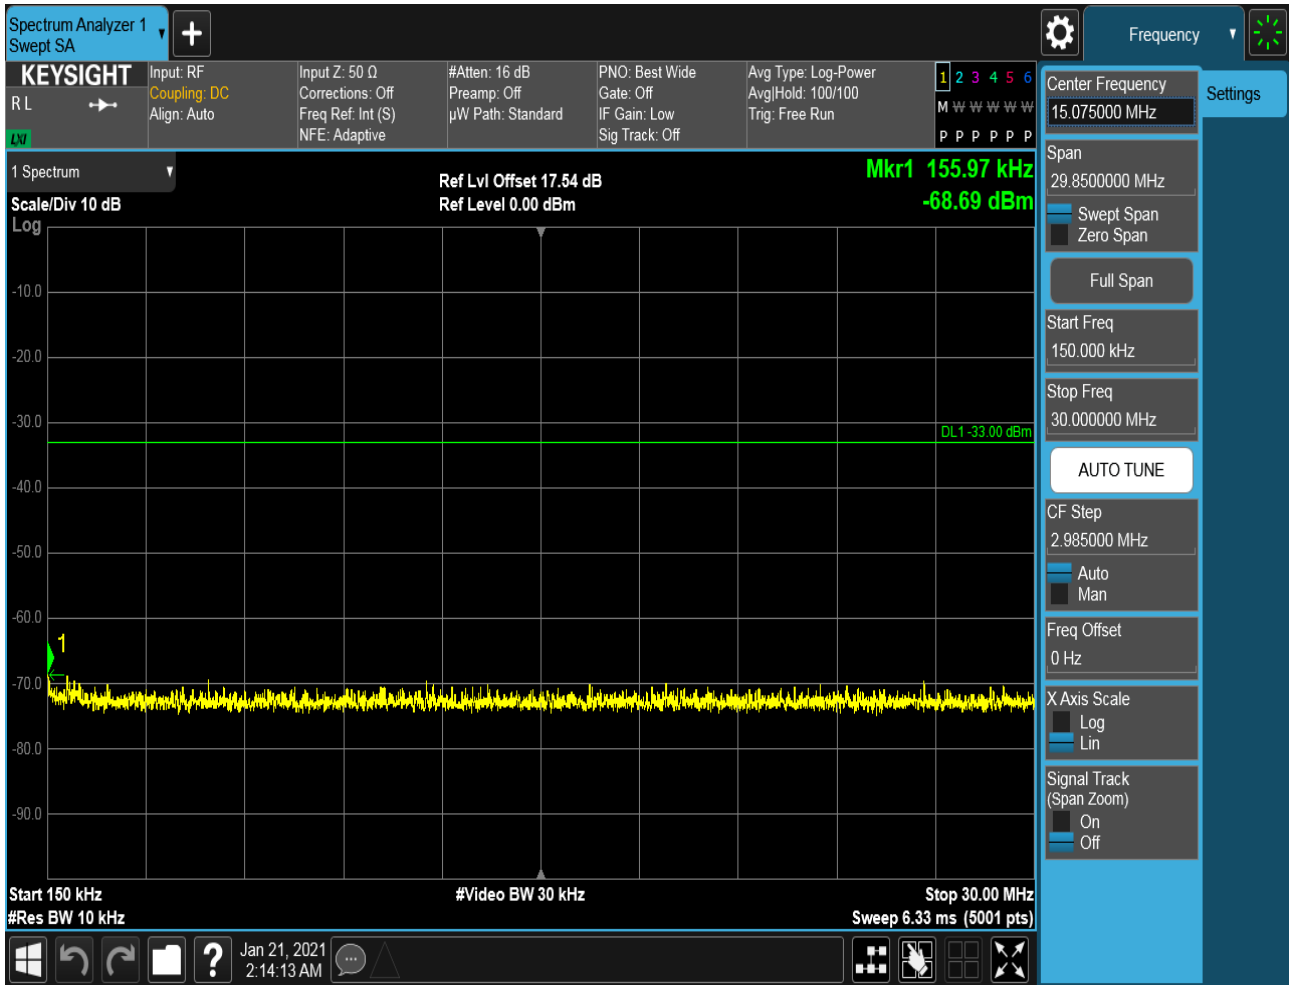 Spectrum Analyzer 1
Swept SA
Frequency
KEYSIGHT
R L
LXI
Input: RF
Coupling: DC
Align: Auto
Input Z: 50 Ω
Corrections: Off
Freq Ref: Int (S)
NFE: Adaptive
#Atten: 16 dB
Preamp: Off
µW Path: Standard
PNO: Best Wide
Gate: Off
IF Gain: Low
Sig Track: Off
Avg Type: Log-Power
Avg|Hold: 100/100
Trig: Free Run
1 2 3 4 5 6
M W W W W W
P P P P P P
1 Spectrum
Scale/Div 10 dB
Log
Ref Lvl Offset 17.54 dB
Ref Level 0.00 dBm
Mkr1 155.97 kHz
-68.69 dBm
-10.0
-20.0
-30.0
DL1 -33.00 dBm
-40.0
-50.0
-60.0
1
-70.0
-80.0
-90.0
Start 150 kHz
#Video BW 30 kHz
Stop 30.00 MHz
#Res BW 10 kHz
Sweep 6.33 ms (5001 pts)
Jan 21, 2021
2:14:13 AM
Center Frequency
15.075000 MHz
Settings
Span
29.8500000 MHz
Swept Span
Zero Span
Full Span
Start Freq
150.000 kHz
Stop Freq
30.000000 MHz
AUTO TUNE
CF Step
2.985000 MHz
Auto
Man
Freq Offset
0 Hz
X Axis Scale
Log
Lin
Signal Track
(Span Zoom)
On
Off